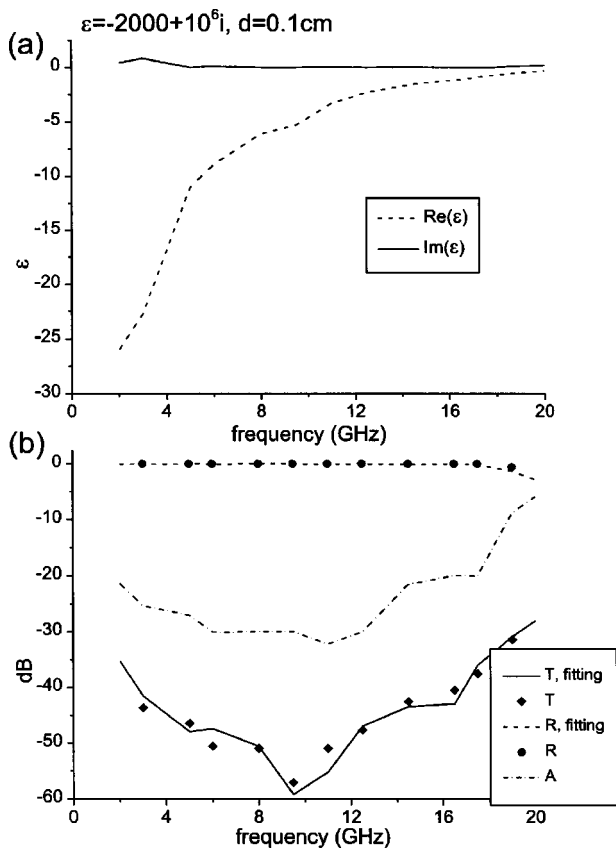 ε=-2000+10⁶i, d=0.1cm
(a)
0
-5
-10
-15
-20
-25
-30
ε
Re(ε)
Im(ε)
0 4 8 12 16 20
frequency (GHz)
(b)
0
-10
-20
-30
-40
-50
-60
dB
T, fitting
T
R, fitting
R
A
0 4 8 12 16 20
frequency (GHz)